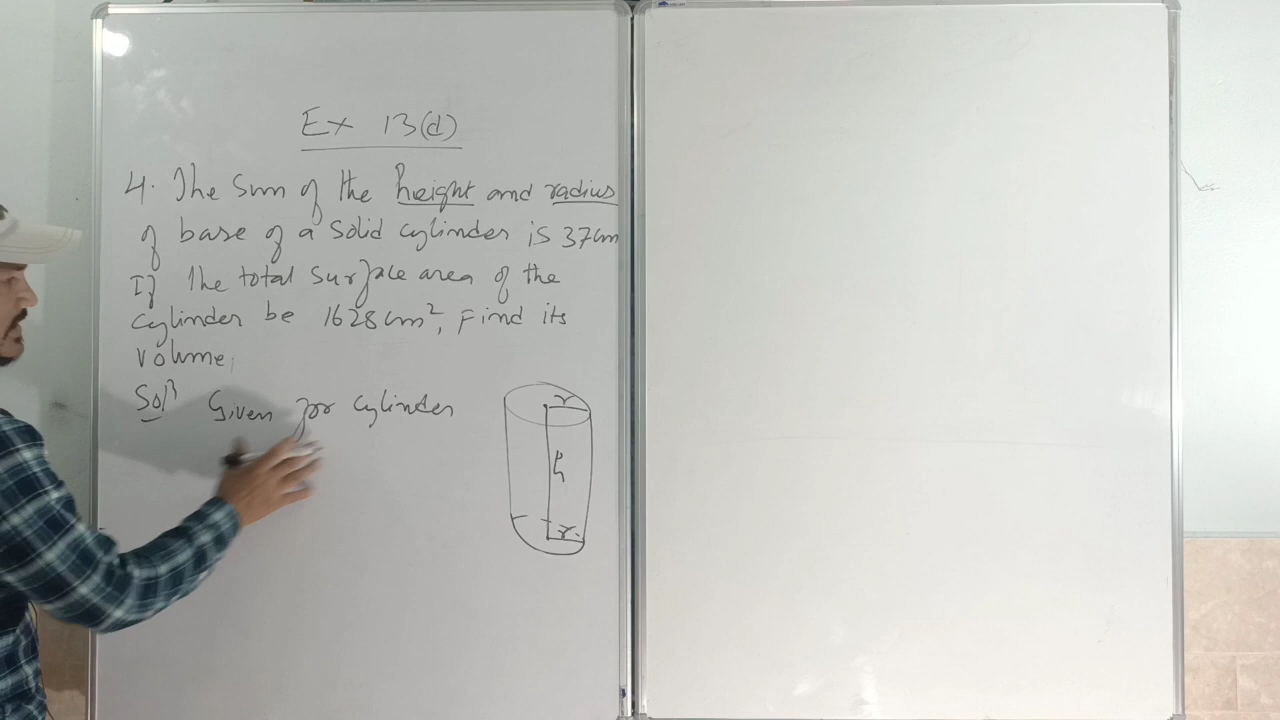 Ex 13(d)
4. The Sum of the height and radius
of base of a Solid cylinder is 37cm
If The total Surface area of the
cylinder be 1628cm², Find its
volume.
Solⁿ Given for cylinder
r
h
r